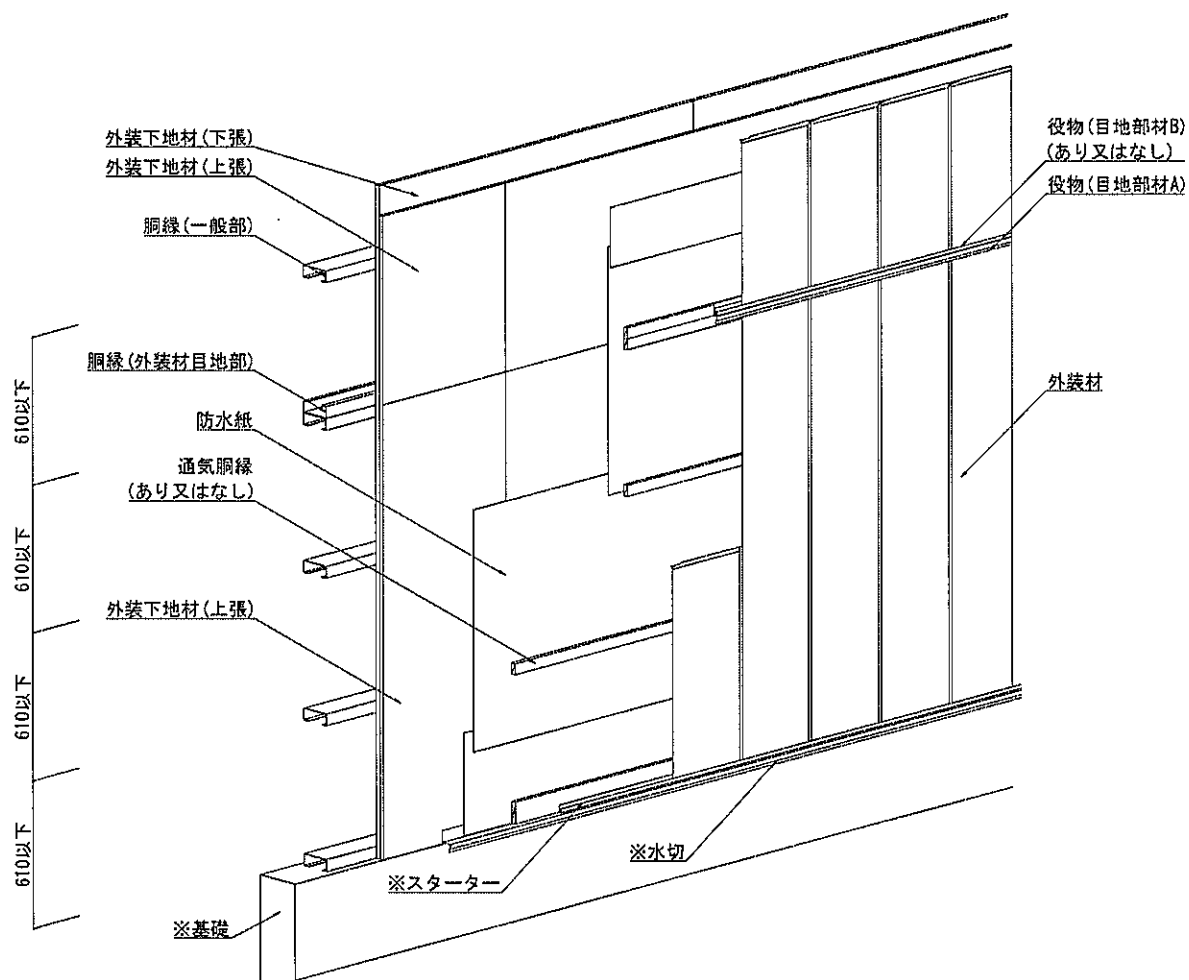 外装下地材(下張)
外装下地材(上張)
胴縁(一般部)
胴縁(外装材目地部)
防水紙
通気胴縁
(あり又はなし)
外装下地材(上張)
役物(目地部材B)
(あり又はなし)
役物(目地部材A)
外装材
610以下
610以下
610以下
610以下
※水切
※スターター
※基礎